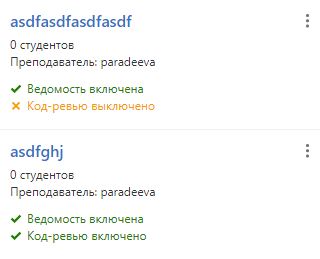 asdfasdfasdfasdf
0 студентов
Преподаватель: paradeeva
Ведомость включена
Код-ревью выключено
asdfghj
0 студентов
Преподаватель: paradeeva
Ведомость включена
Код-ревью включено